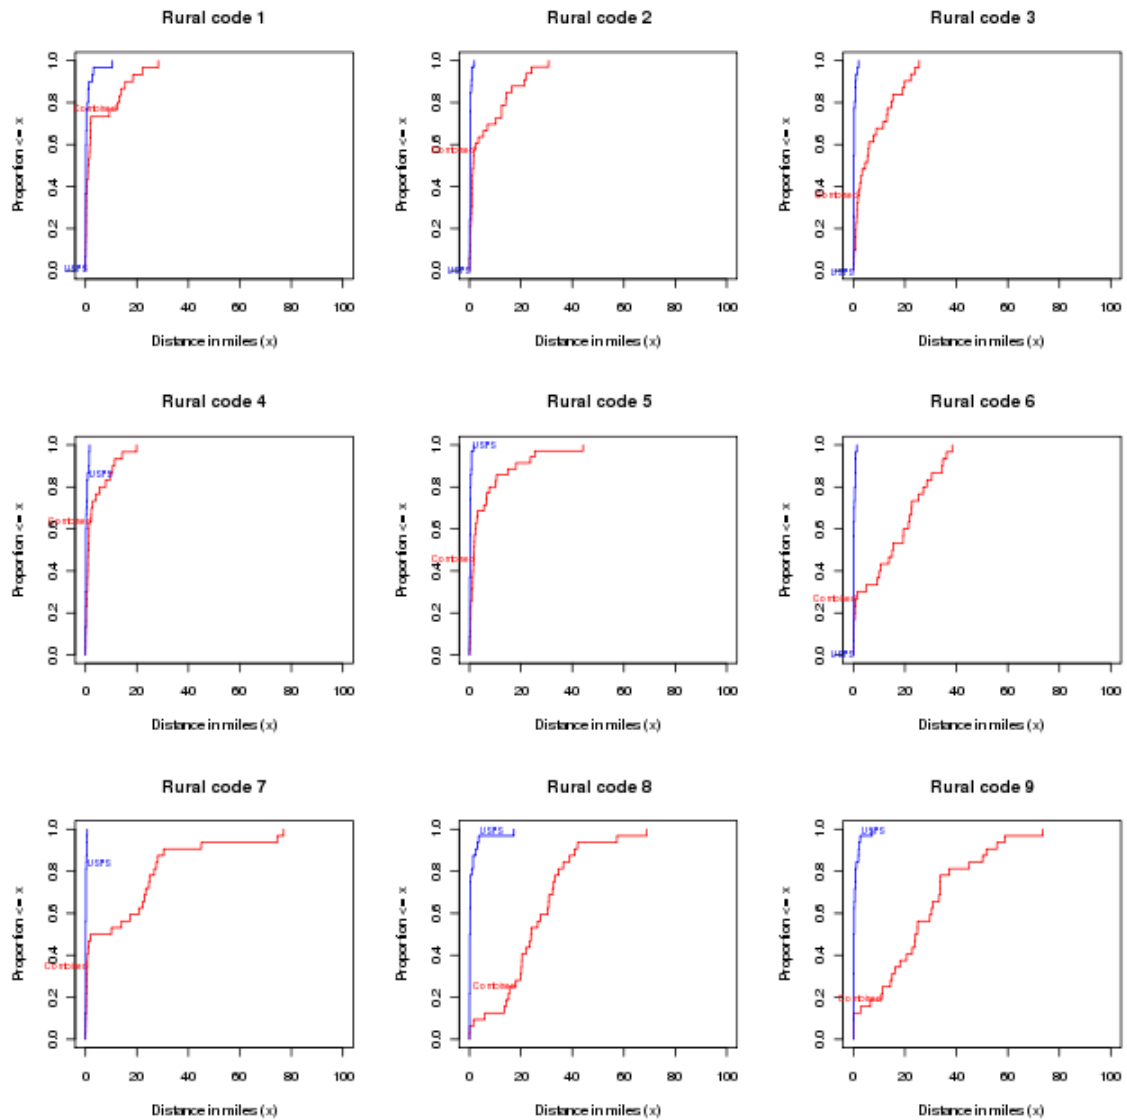 Rural code 1
Proportion <= x
0.0 0.2 0.4 0.6 0.8 1.0
Combined
USPS
0 20 40 60 80 100
Distance in miles (x)
Rural code 2
Proportion <= x
0.0 0.2 0.4 0.6 0.8 1.0
Combined
USPS
0 20 40 60 80 100
Distance in miles (x)
Rural code 3
Proportion <= x
0.0 0.2 0.4 0.6 0.8 1.0
Combined
USPS
0 20 40 60 80 100
Distance in miles (x)
Rural code 4
Proportion <= x
0.0 0.2 0.4 0.6 0.8 1.0
USPS
Combined
0 20 40 60 80 100
Distance in miles (x)
Rural code 5
Proportion <= x
0.0 0.2 0.4 0.6 0.8 1.0
USPS
Combined
0 20 40 60 80 100
Distance in miles (x)
Rural code 6
Proportion <= x
0.0 0.2 0.4 0.6 0.8 1.0
Combined
USPS
0 20 40 60 80 100
Distance in miles (x)
Rural code 7
Proportion <= x
0.0 0.2 0.4 0.6 0.8 1.0
USPS
Combined
0 20 40 60 80 100
Distance in miles (x)
Rural code 8
Proportion <= x
0.0 0.2 0.4 0.6 0.8 1.0
USPS
Combined
0 20 40 60 80 100
Distance in miles (x)
Rural code 9
Proportion <= x
0.0 0.2 0.4 0.6 0.8 1.0
USPS
Combined
0 20 40 60 80 100
Distance in miles (x)